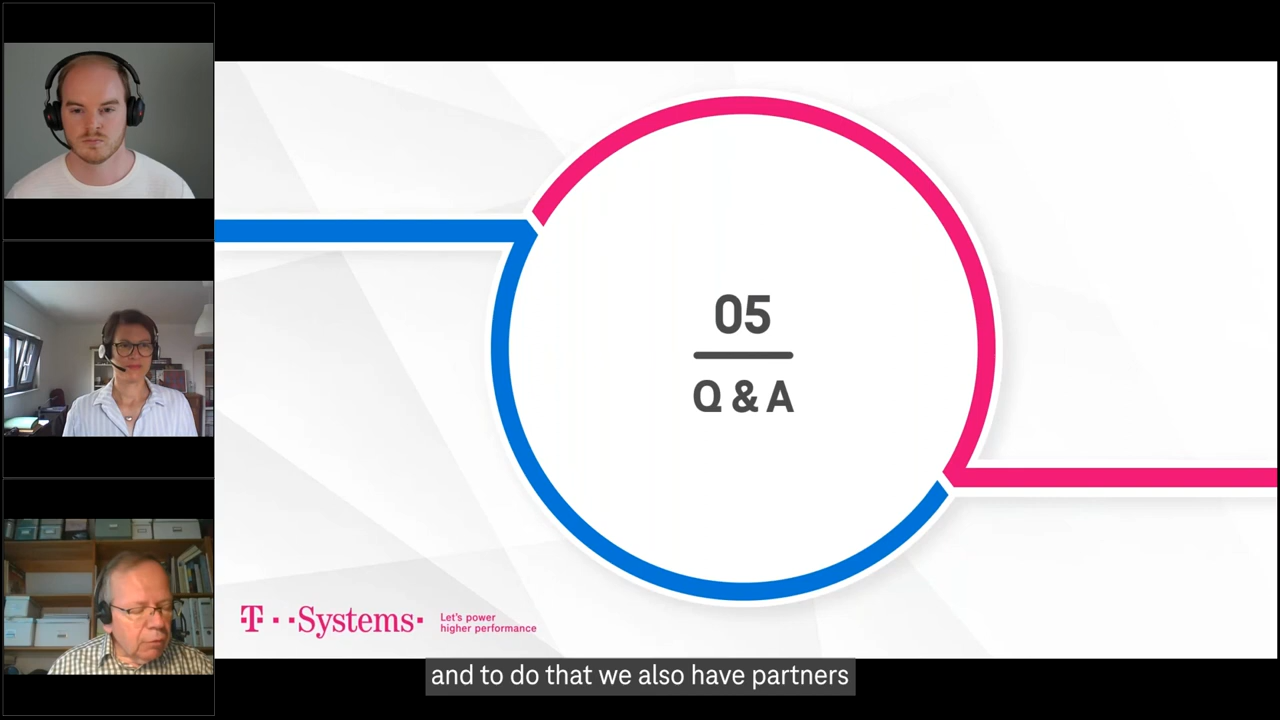 05
Q & A
T··Systems·
Let's power
higher performance
and to do that we also have partners